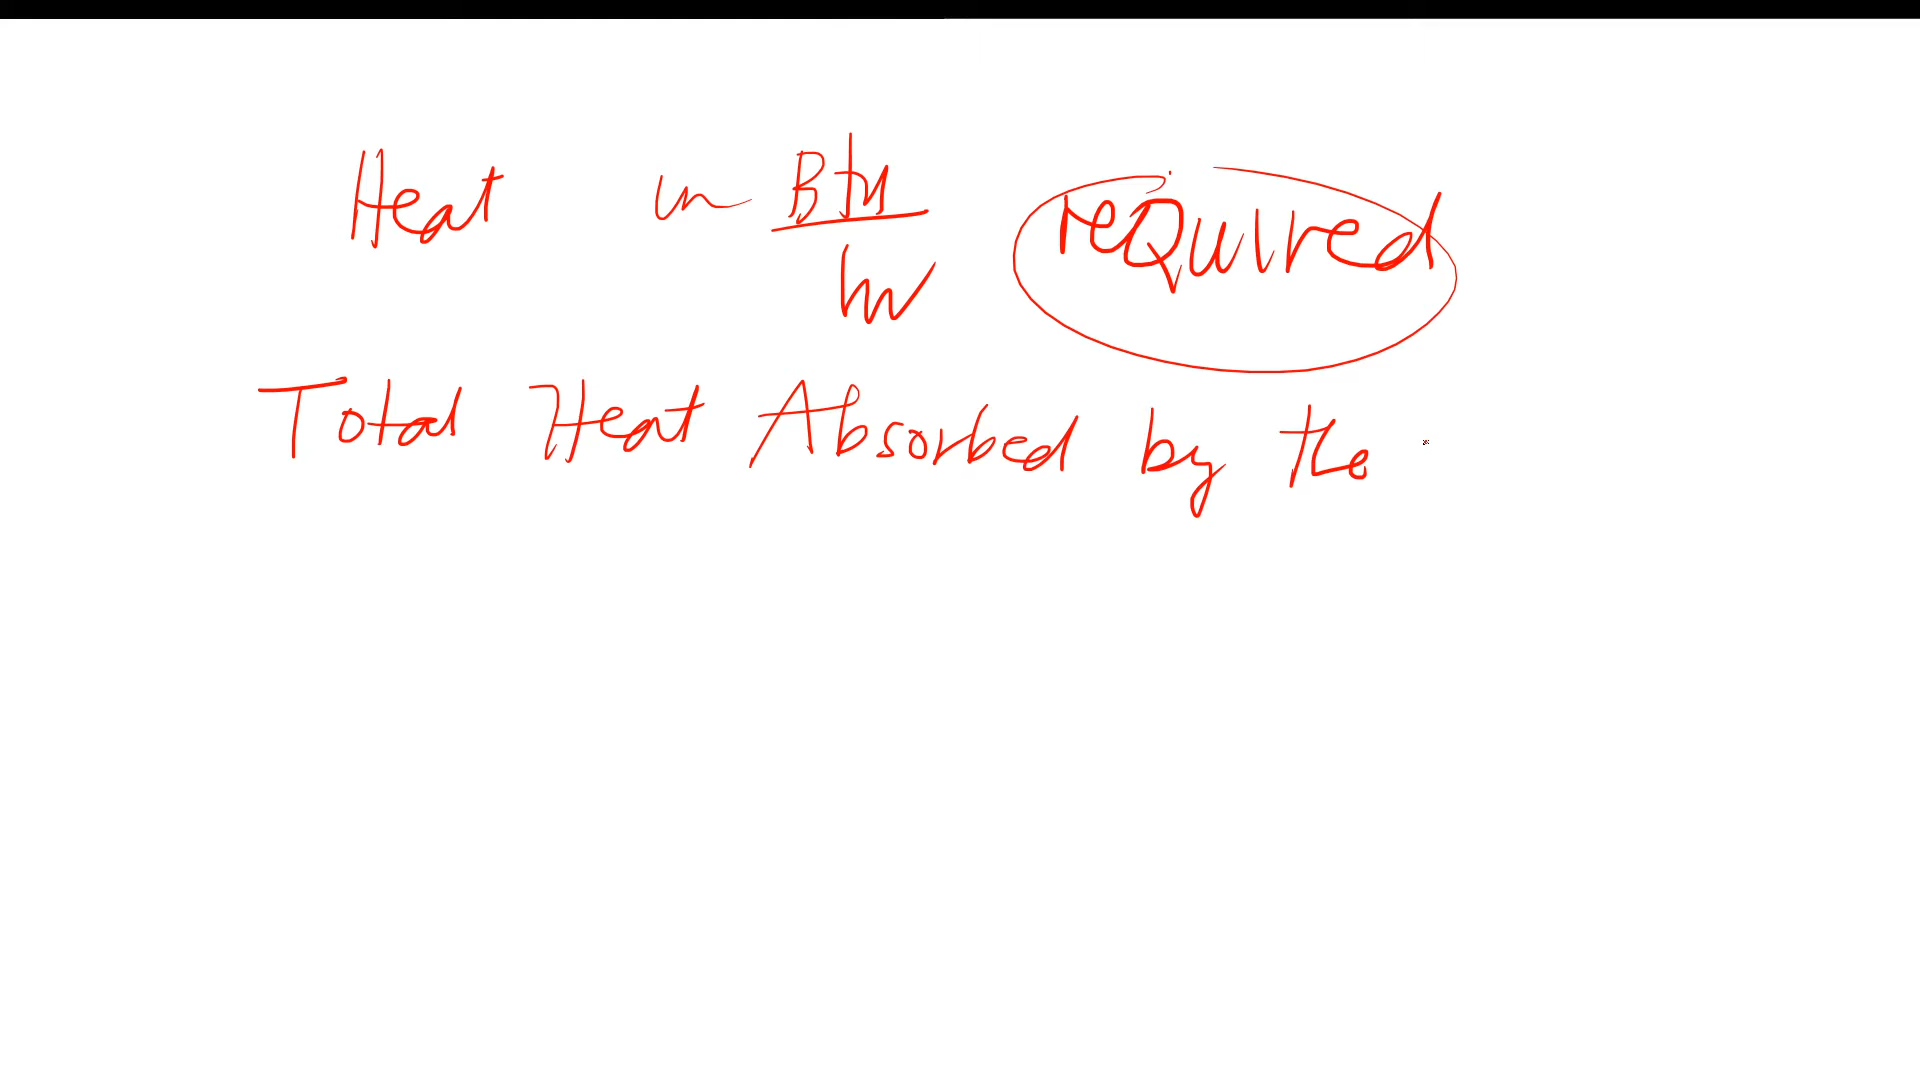 Heat in Btu/hr required
Total Heat Absorbed by the